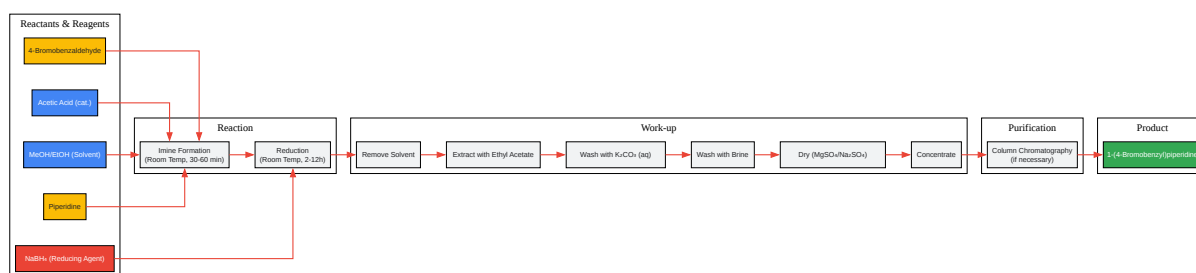 Reactants & Reagents
4-Bromobenzaldehyde
Acetic Acid (cat.)
MeOH/EtOH (Solvent)
Piperidine
NaBH₄ (Reducing Agent)
Reaction
Imine Formation
(Room Temp, 30-60 min)
Reduction
(Room Temp, 2-12h)
Work-up
Remove Solvent
Extract with Ethyl Acetate
Wash with K₂CO₃ (aq)
Wash with Brine
Dry (MgSO₄/Na₂SO₄)
Concentrate
Purification
Column Chromatography
(if necessary)
Product
1-(4-Bromobenzyl)piperidine